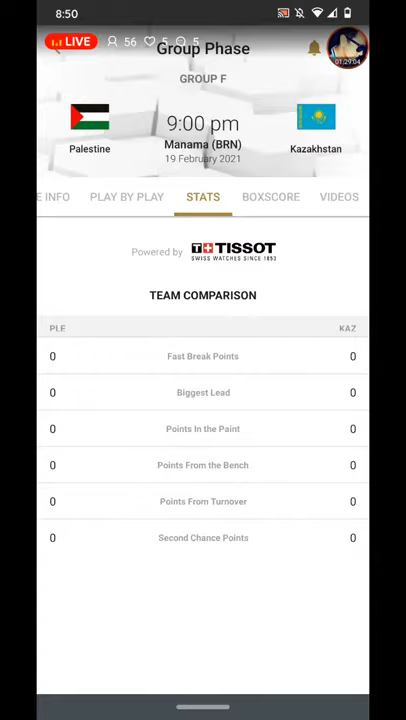 8:50
LIVE 56 5 5
Group Phase
01:29:04
GROUP F
9:00 pm
Palestine Manama (BRN) Kazakhstan
19 February 2021
E INFO PLAY BY PLAY STATS BOXSCORE VIDEOS
Powered by T+TISSOT
SWISS WATCHES SINCE 1853
TEAM COMPARISON
PLE KAZ
0 Fast Break Points 0
0 Biggest Lead 0
0 Points In the Paint 0
0 Points From the Bench 0
0 Points From Turnover 0
0 Second Chance Points 0